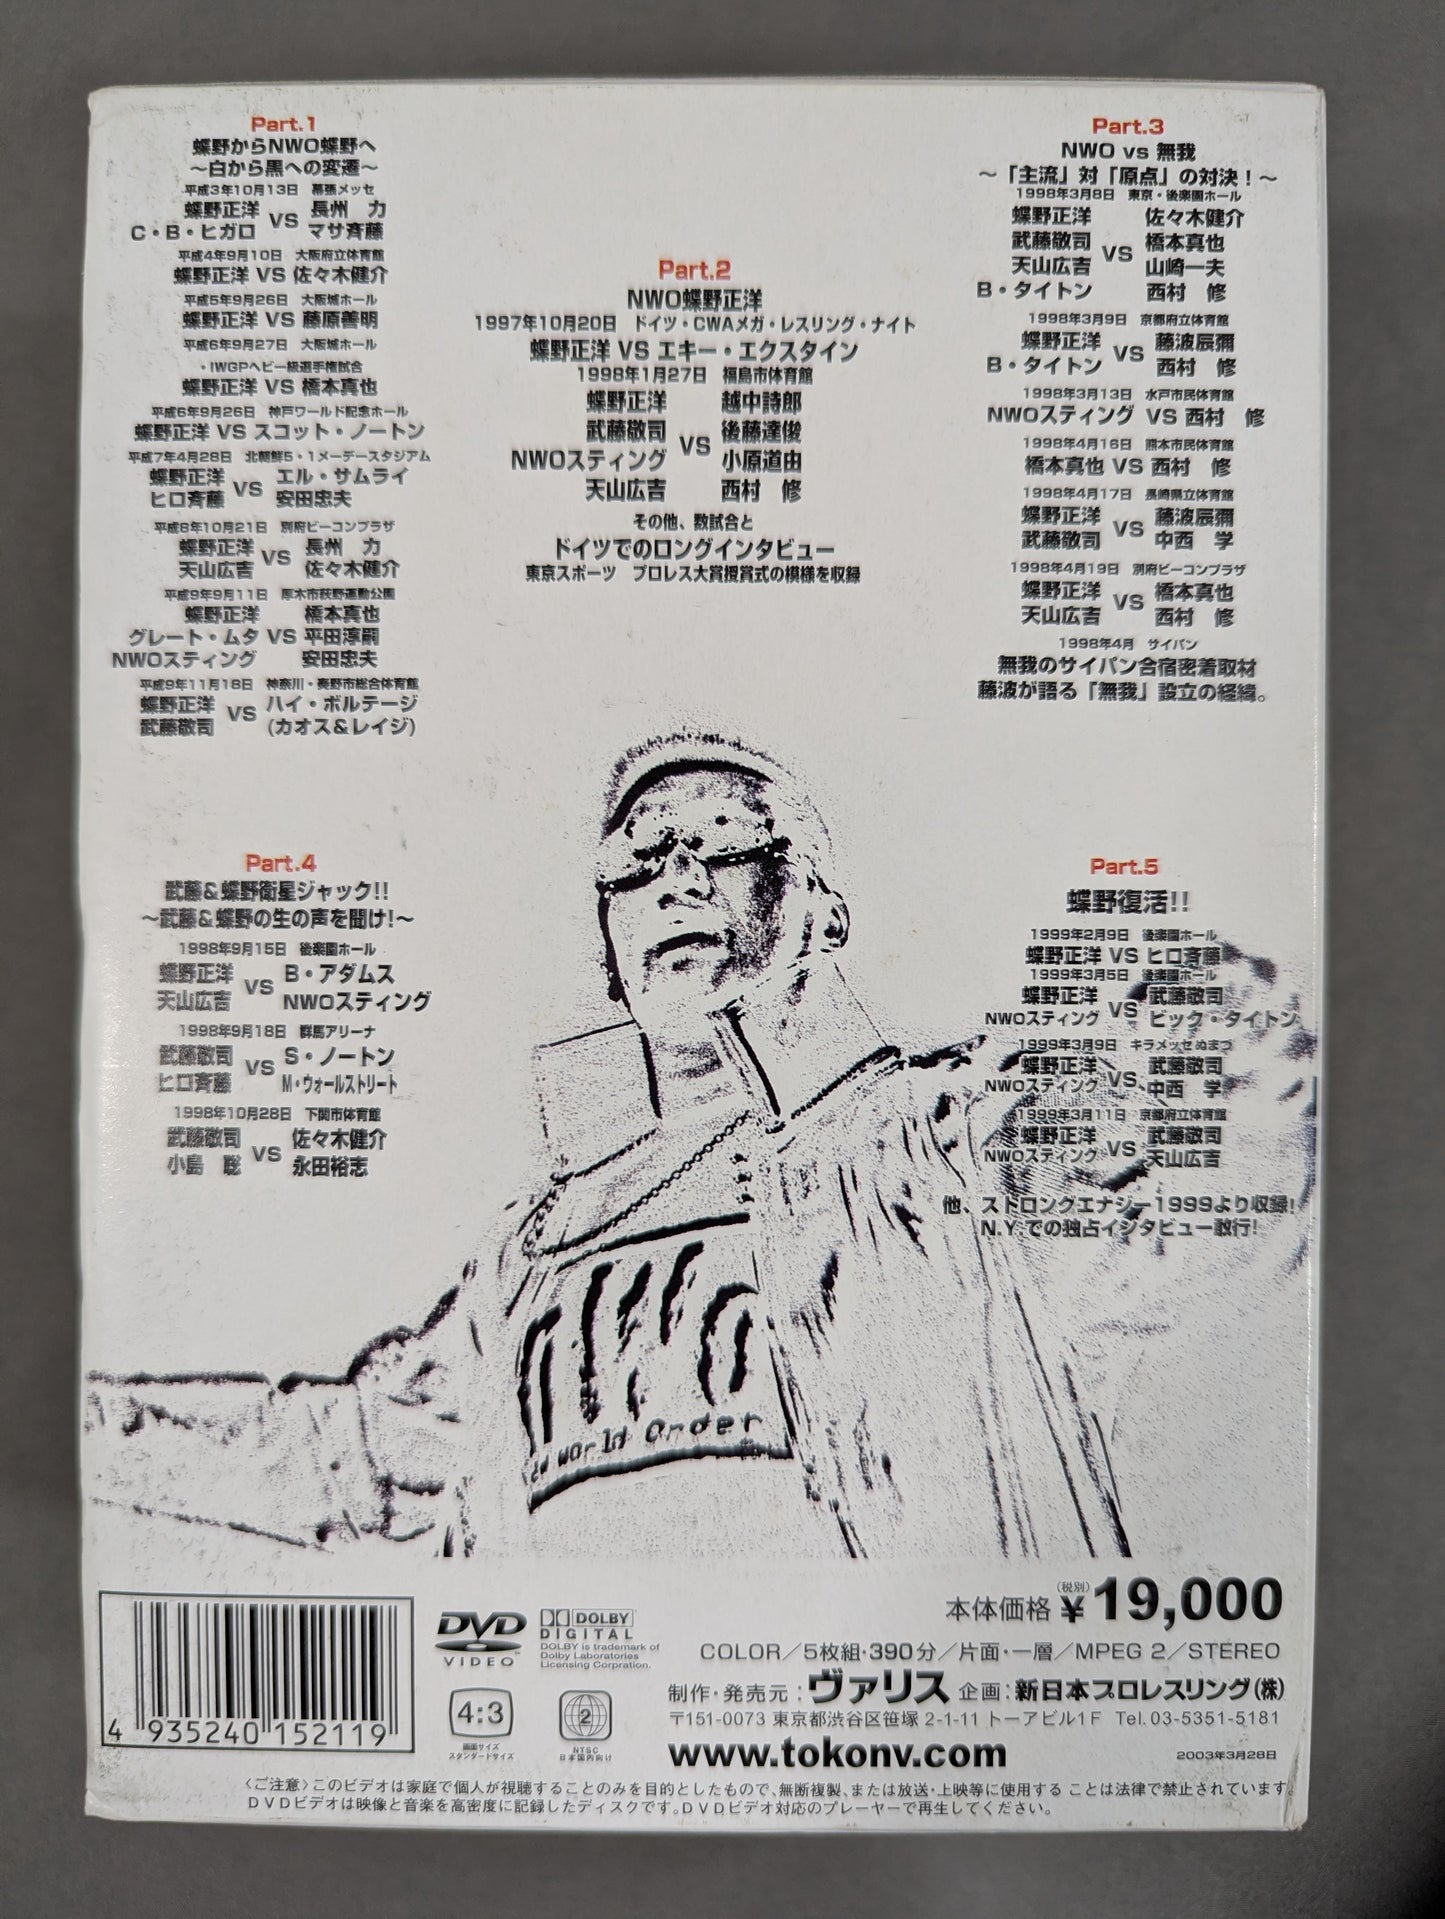 Part.1
蝶野からNWO蝶野へ
～白から黒への変遷～
平成3年10月13日 幕張メッセ
蝶野正洋 VS 長州 力
C・B・ヒガロ マサ斉藤
平成4年9月10日 大阪府立体育館
蝶野正洋 VS 佐々木健介
平成5年9月26日 大阪城ホール
蝶野正洋 VS 藤原善明
平成6年9月27日 大阪城ホール
・IWGPヘビー級選手権試合
蝶野正洋 VS 橋本真也
平成6年9月26日 神戸ワールド記念ホール
蝶野正洋 VS スコット・ノートン
平成7年4月28日 北朝鮮5・1メーデースタジアム
蝶野正洋 VS エル・サムライ
ヒロ斉藤 安田忠夫
平成8年10月21日 別府ビーコンプラザ
蝶野正洋 VS 長州 力
天山広吉 佐々木健介
平成9年9月11日 厚木市荻野運動公園
蝶野正洋 橋本真也
グレート・ムタ VS 平田淳嗣
NWOスティング 安田忠夫
平成9年11月18日 神奈川・秦野市総合体育館
蝶野正洋 VS ハイ・ボルテージ
武藤敬司 (カオス&レイジ)
Part.2
NWO蝶野正洋
1997年10月20日 ドイツ・CWAメガ・レスリング・ナイト
蝶野正洋 VS エキー・エクスタイン
1998年1月27日 福島市体育館
蝶野正洋 越中詩郎
武藤敬司 VS 後藤達俊
NWOスティング 小原道由
天山広吉 西村 修
その他、数試合と
ドイツでのロングインタビュー
東京スポーツ プロレス大賞授賞式の模様を収録
Part.3
NWO vs 無我
～「主流」対「原点」の対決！～
1998年3月8日 東京・後楽園ホール
蝶野正洋 佐々木健介
武藤敬司 VS 橋本真也
天山広吉 山崎一夫
B・タイトン 西村 修
1998年3月9日 京都府立体育館
蝶野正洋 VS 藤波辰彌
B・タイトン 西村 修
1998年3月13日 水戸市民体育館
NWOスティング VS 西村 修
1998年4月16日 熊本市民体育館
橋本真也 VS 西村 修
1998年4月17日 長崎県立体育館
蝶野正洋 VS 藤波辰彌
武藤敬司 中西 学
1998年4月19日 別府ビーコンプラザ
蝶野正洋 VS 橋本真也
天山広吉 西村 修
1998年4月 サイパン
無我のサイパン合宿密着取材
藤波が語る「無我」設立の経緯。
Part.4
武藤&蝶野衛星ジャック!!
～武藤&蝶野の生の声を聞け!～
1998年9月15日 後楽園ホール
蝶野正洋 VS B・アダムス
天山広吉 NWOスティング
1998年9月18日 群馬アリーナ
武藤敬司 VS S・ノートン
ヒロ斉藤 M・ウォールストリート
1998年10月28日 下関市体育館
武藤敬司 VS 佐々木健介
小島 聡 永田裕志
Part.5
蝶野復活!!
1999年2月9日 後楽園ホール
蝶野正洋 VS ヒロ斉藤
1999年3月5日 後楽園ホール
蝶野正洋 VS 武藤敬司
NWOスティング ビック・タイトン
1999年3月9日 キラメッセぬまづ
蝶野正洋 VS 武藤敬司
NWOスティング 中西 学
1999年3月11日 京都府立体育館
蝶野正洋 VS 武藤敬司
NWOスティング 天山広吉
他、ストロングエナジー1999より収録!
N.Y.での独占インタビュー敢行!
nWo
World Order
4 935240 152119
DVD
VIDEO
DOLBY
DIGITAL
DOLBY is trademark of
Dolby Laboratories
Licensing Corpration.
4:3
画面サイズ
スタンダードサイズ
2
NTSC
日本国内向け
本体価格 (税別) ¥19,000
COLOR／5枚組・390分／片面・一層／MPEG 2／STEREO
制作・発売元：ヴァリス 企画：新日本プロレスリング(株)
〒151-0073 東京都渋谷区笹塚 2-1-11 トーアビル1F Tel.03-5351-5181
www.tokonv.com
2003年3月28日
〈ご注意〉このビデオは家庭で個人が視聴することのみを目的としたもので、無断複製、または放送・上映等に使用する ことは法律で禁止されています。
DVDビデオは映像と音楽を高密度に記録したディスクです。DVDビデオ対応のプレーヤーで再生してください。